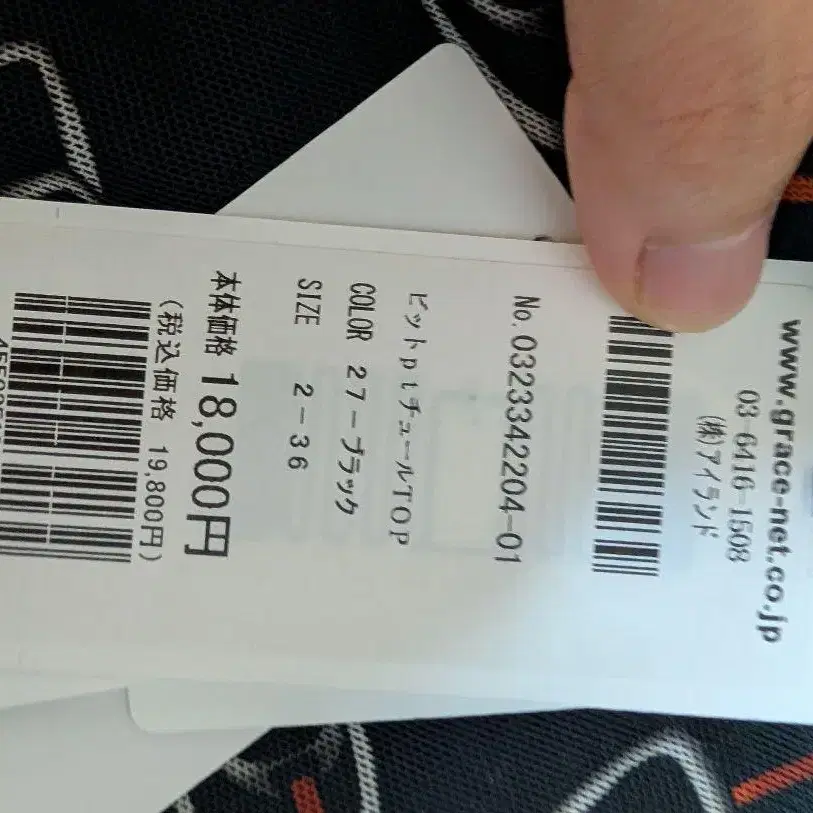 www.grace-net.co.jp
03-6416-1508
(株)アイランド
No. 0323342204-01
ビットptチュールTOP
COLOR 27-ブラック
SIZE 2-36
本体価格 18,000円
(税込価格 19,800円)